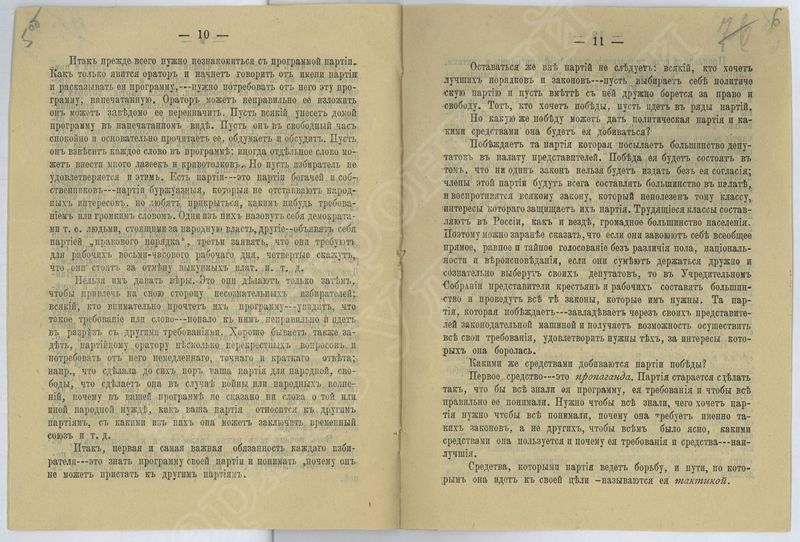 — 10 —
Итакъ прежде всего нужно познакомиться съ программой партіи.
Какъ только явится ораторъ и начнетъ говорить отъ имени партіи
и расказывать ея программу,---нужно потребовать отъ него эту про-
грамму, напечатанную. Ораторъ можетъ неправильно ее изложить
онъ можетъ завѣдомо ее переиначить. Пусть всякій унесетъ домой
программу въ напечатанномъ видѣ. Пусть онъ въ свободный часъ
спокойно и основательно прочитаетъ ее, обдумаетъ и обсудитъ. Пусть
онъ взвѣситъ каждое слово въ программѣ: иногда отдѣльное слово мо-
жетъ внести много лазеекъ и кривотолковъ. Но пусть избиратель не
удовлетворяется и этимъ. Есть партіи---это партіи богачей и соб-
ственниковъ---партіи буржуазныя, которыя не отстаиваютъ народ-
ныхъ интересовъ, но любятъ прикрыться, какимъ нибудь требова-
ніемъ или громкимъ словомъ. Одни изъ нихъ назовутъ себя демократа-
ми т. е. людьми, стоящими за народную власть, другіе--объявятъ себя
партіей „правового порядка“, третьи заявятъ, что они требуютъ
для рабочихъ восьми-часового рабочаго дня, четвертые скажутъ,
что они стоятъ за отмѣну выкупныхъ плат. и. т. д.
Нельзя имъ давать вѣры. Это они дѣлаютъ только затѣмъ,
чтобы привлечь на свою сторону несознательныхъ избирателей;
всякій, кто внимательно прочтетъ ихъ программу---увидитъ, что
такое требованіе или слово---попало къ нимъ неправильно и идетъ
въ разрѣзъ съ другими требованіями. Хорошо бываетъ также за-
дать, партійному оратору нѣсколько перекрестныхъ вопросовъ и
потребовать отъ него немедленнаго, точнаго и краткаго отвѣта;
напр., что сдѣлала до сихъ поръ ваша партія для народной, сво-
боды, что сдѣлаетъ она въ случаѣ войны или народныхъ волне-
ній, почему въ вашей программѣ не сказано ни слова о той или
иной народной нуждѣ, какъ ваша партія относится къ другимъ
партіямъ, съ какими изъ нихъ она можетъ заключить временный
союз и т. д.
Итакъ, первая и самая важная обязанность каждаго изби-
рателя---это знать программу своей партіи и понимать ,почему онъ
не можетъ пристать къ другимъ партіямъ.
— 11 —
Оставаться же внѣ партій не слѣдуетъ: всякій, кто хочетъ
лучшихъ порядковъ и законовъ---пусть выбираетъ себѣ политиче
скую партію и пусть вмѣстѣ съ ней дружно борется за право и
свободу. Тотъ, кто хочетъ побѣды, пусть идетъ въ ряды партій.
Но какую же побѣду можетъ дать политическая партія и ка-
кими средствами она будетъ ея добиваться?
Побѣждаетъ та партія которая посылаетъ большинство депу-
татовъ въ палату представителей. Побѣда ея будетъ состоять въ
томъ, что ни одинъ законъ нельзя будетъ издать безъ ея согласія;
члены этой партіи будутъ всегда составлять большинство въ палатѣ,
и воспротивятся всякому закону, который неполезенъ тому классу,
интересы котораго защищаетъ ихъ партія. Трудящіеся классы состав-
ляютъ въ Россіи, какъ и вездѣ, громадное большинство населенія.
Поэтому можно заранѣе сказать, что если они завоюютъ себѣ всеобщее
прямое, равное и тайное голосованіе безъ различія пола, національ-
ности и вѣроисповѣданія, если они сумѣютъ держаться дружно и
сознательно выберутъ своихъ депутатовъ, то въ Учредительномъ
Собраніи представители крестьянъ и рабочихъ составятъ большин-
ство и проведутъ всѣ тѣ законы, которые имъ нужны. Та пар-
тія, которая побѣждаетъ---завладѣваетъ черезъ своихъ представите-
лей законодательной машиной и получаетъ возможность осуществить
всѣ свои требованія, удовлетворить нужны тѣхъ, за интересы кото-
рыхъ она боролась.
Какими же средствами добиваются партіи побѣды?
Первое средство---это пропаганда. Партія старается сдѣлать
такъ, что бы всѣ знали ея программу, ея требованія и чтобы всѣ
правильно ее понимали. Нужно чтобы всѣ знали, чего хочетъ пар-
тія нужно чтобы всѣ понимали, почему она требуетъ именно та-
кихъ законовъ, а не другихъ, чтобы всѣмъ было ясно, какими
средствами она пользуется и почему ея требованія и средства---наи-
лучшія.
Средства, которыми партія ведетъ борьбу, и пути, по кото-
рымъ она идетъ къ своей цѣли -называются ея тактикой.